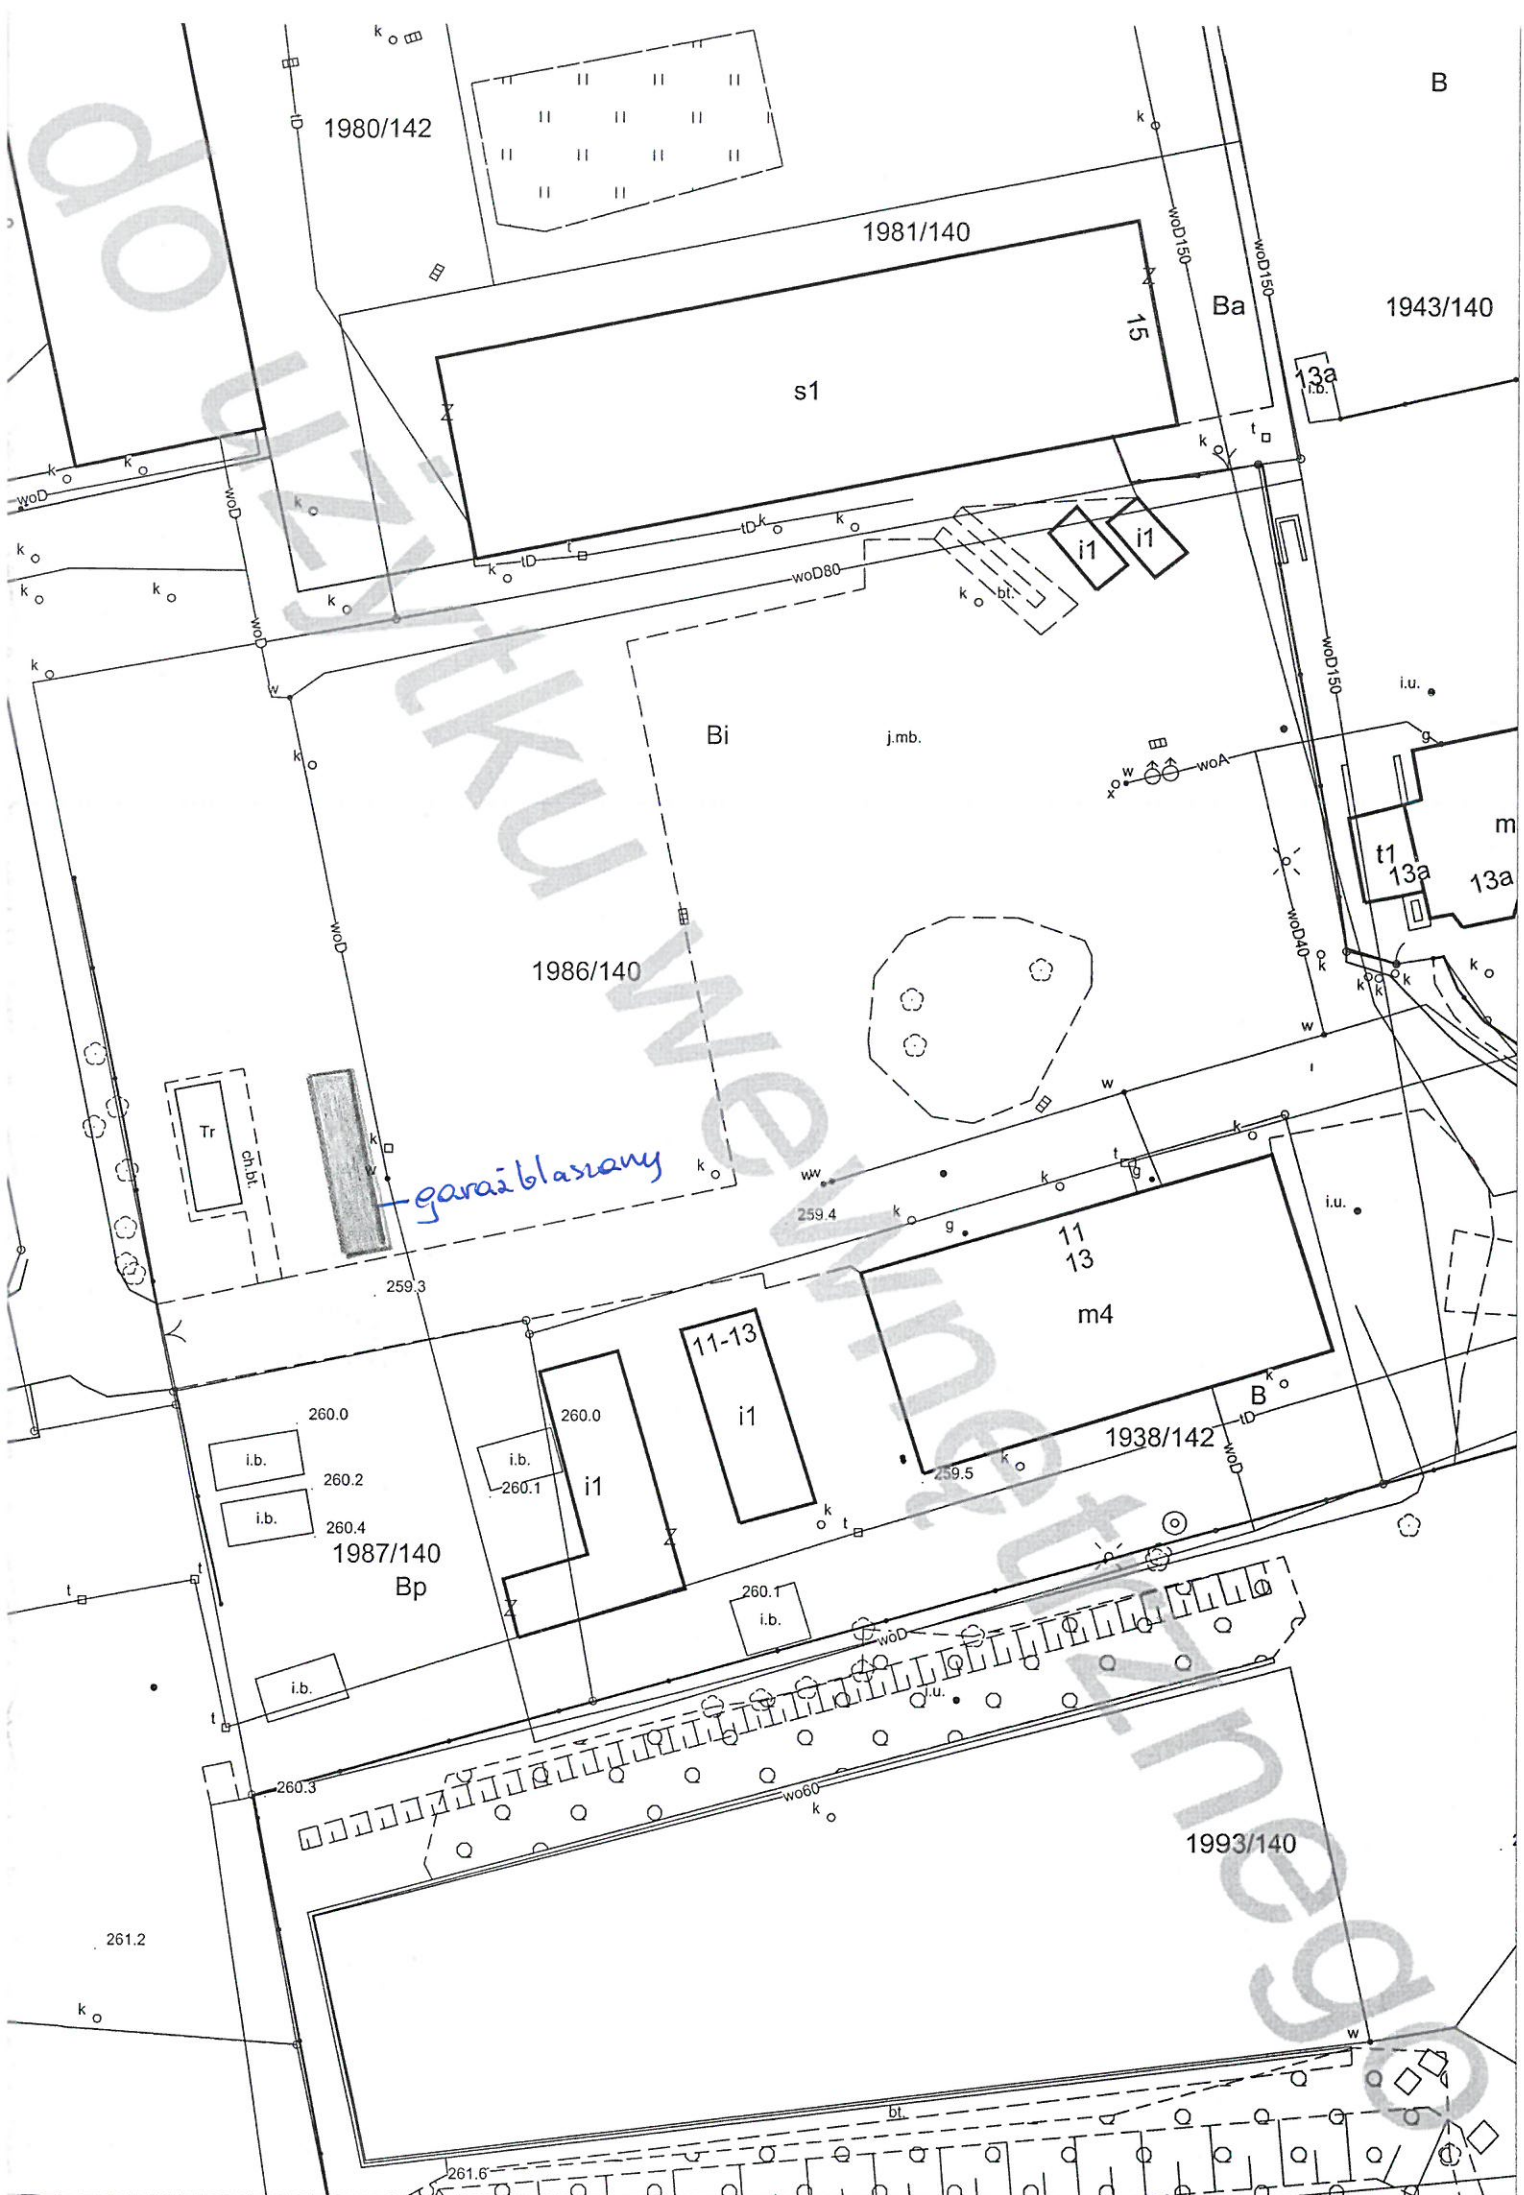 k
B
tD
1980/142
k
1981/140
woD150
woD150
Ba
1943/140
Z
15
13a
i.b.
s1
Z
t
k
k
k
woD
woD
k
k
tD
k
k
t
tD
i1
i1
k
woD80
k
k
k
k
bt.
woD
k
w
woD150
i.u.
Bi
j.mb.
g
k
w
woA
x
m
t1
13a
13a
woD
woD40
1986/140
k
k
k
k
k
w
w
Tr
ch.bt.
k
w
garaż blaszany
k
w
w
t
g
k
k
259.4
k
g
11
13
i.u.
259.3
m4
11-13
260.0
260.0
k
B
i.b.
i.b.
i1
tD
1938/142
260.2
260.1
i1
259.5
k
woD
i.b.
260.4
k
t
1987/140
Z
Bp
t
t
260.1
i.b.
Z
woD
i.b.
i.u.
t
260.3
wo60
k
1993/140
261.2
k
w
bt.
261.6
do użytku wewnętrznego